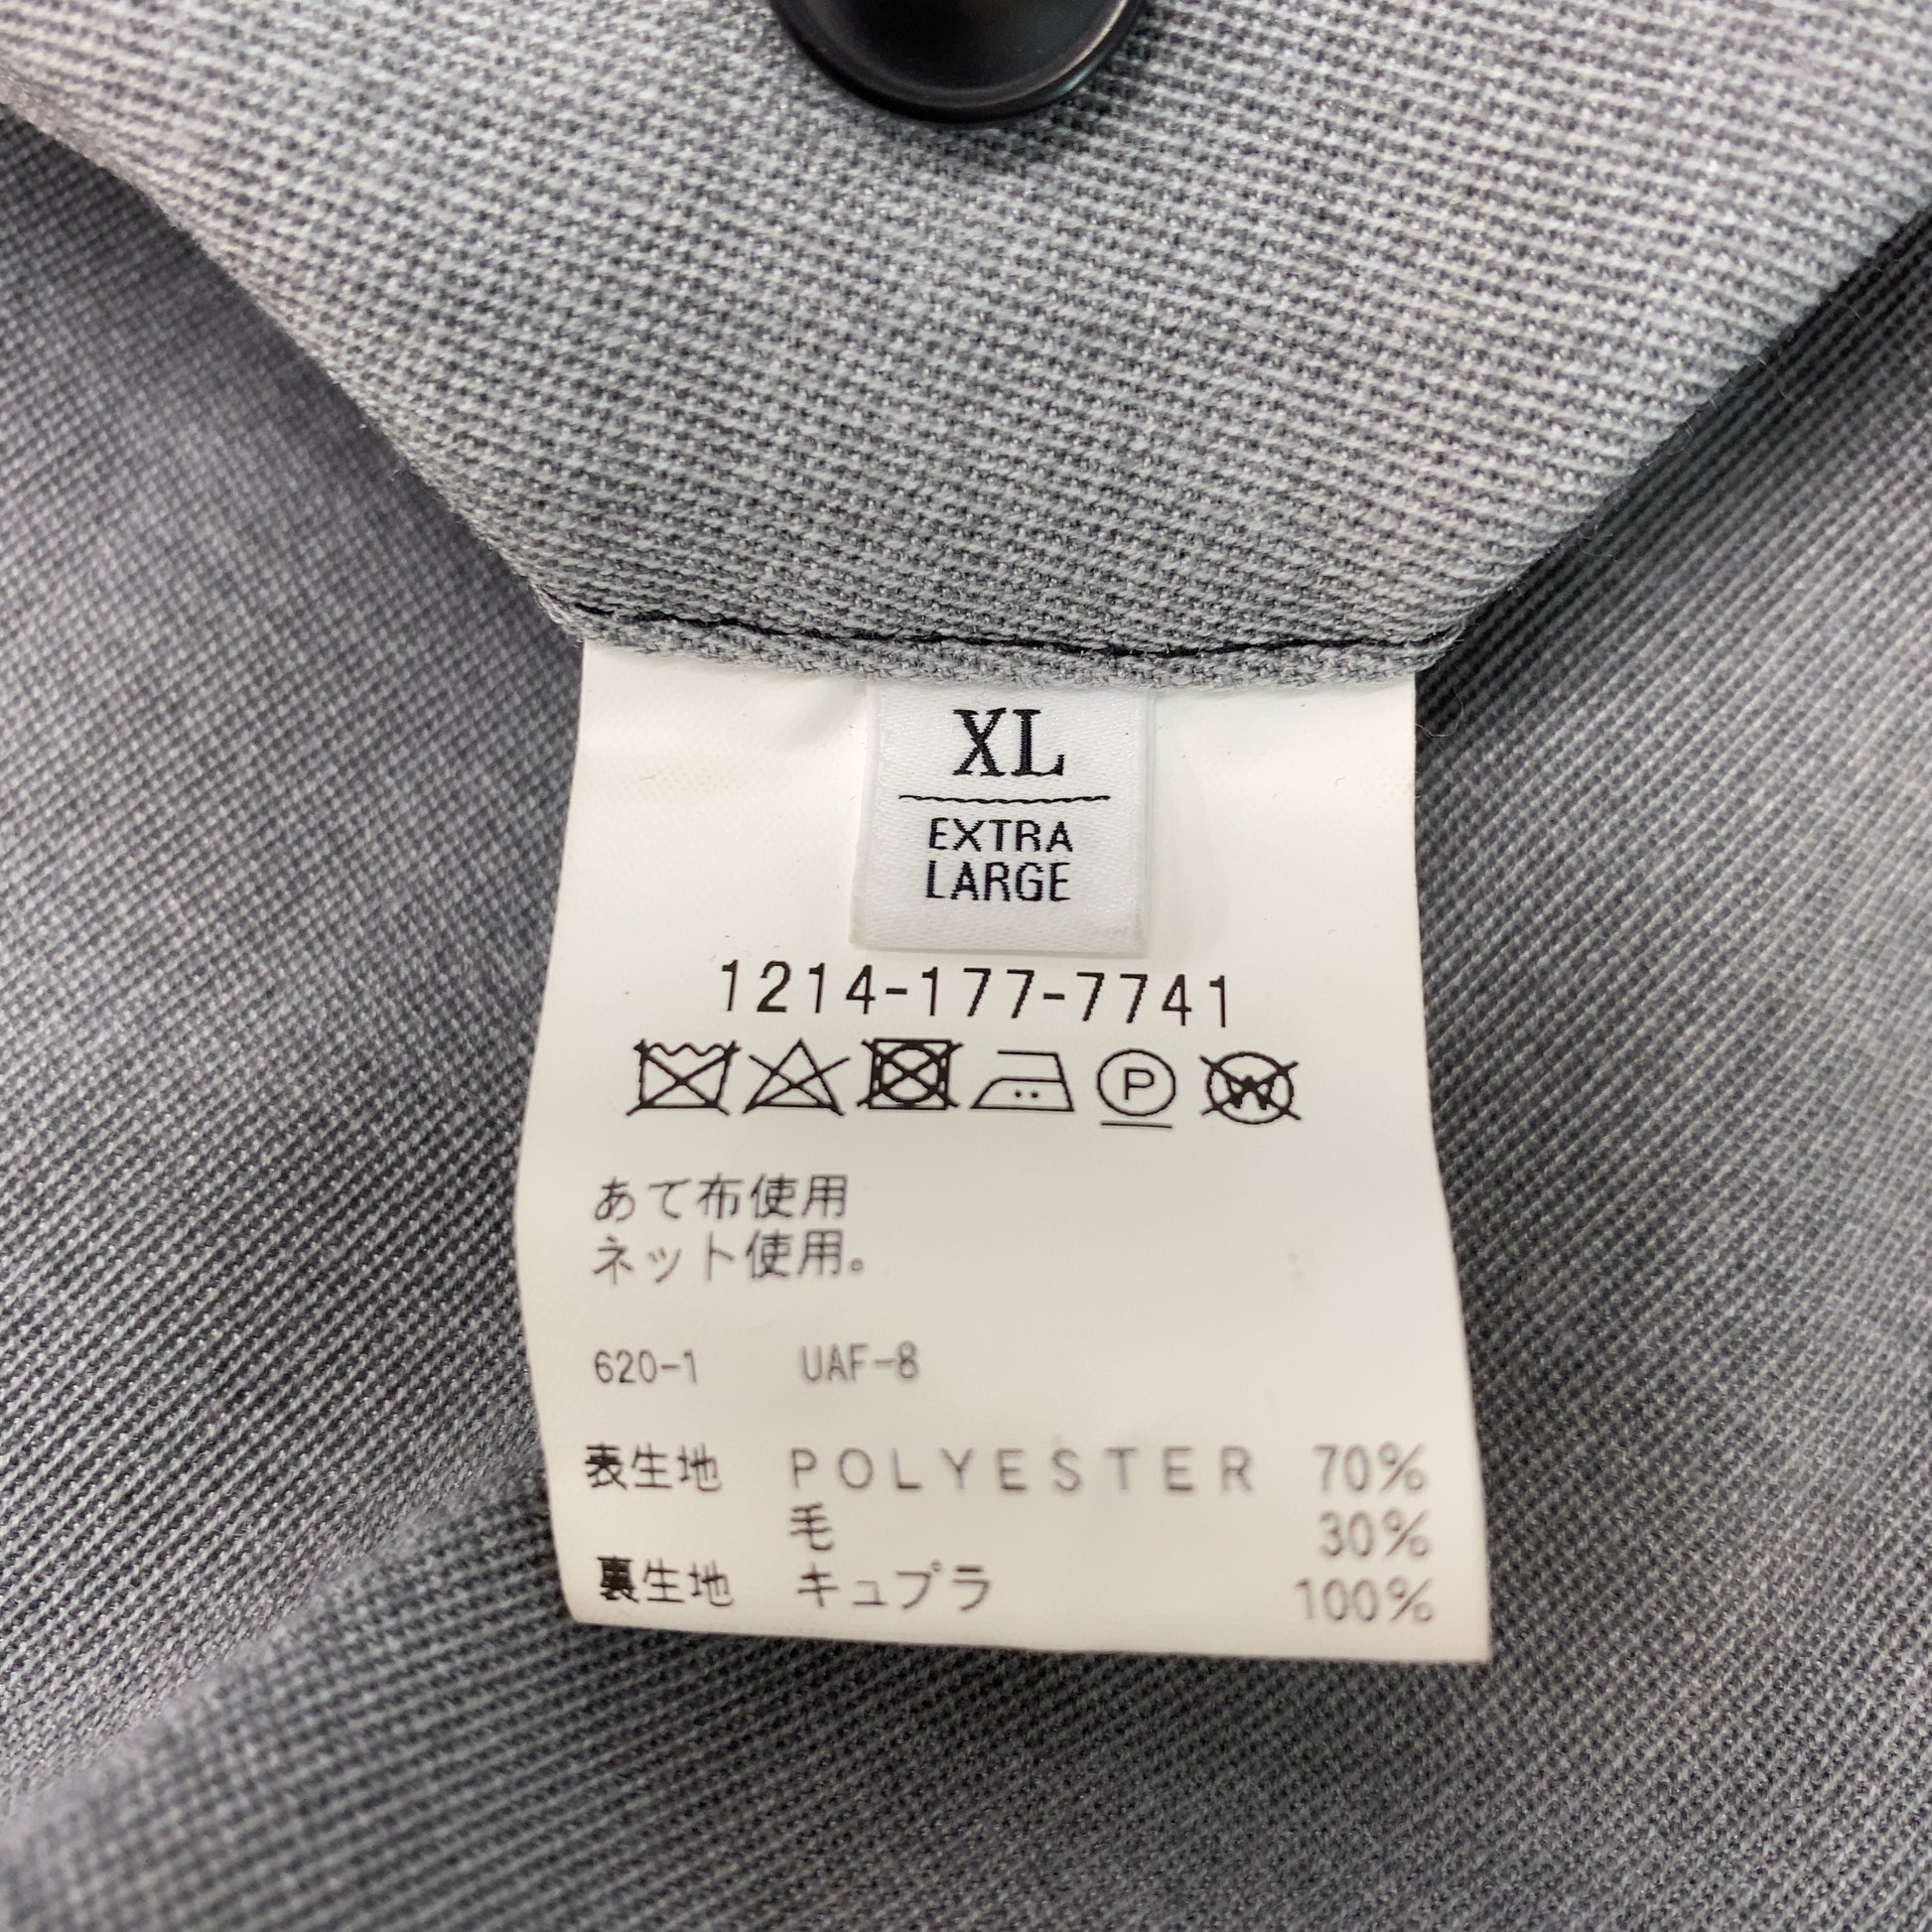 XL
EXTRA
LARGE
1214-177-7741
P W
あて布使用
ネット使用。
620-1 UAF-8
表生地 POLYESTER 70%
毛 30%
裏生地 キュプラ 100%